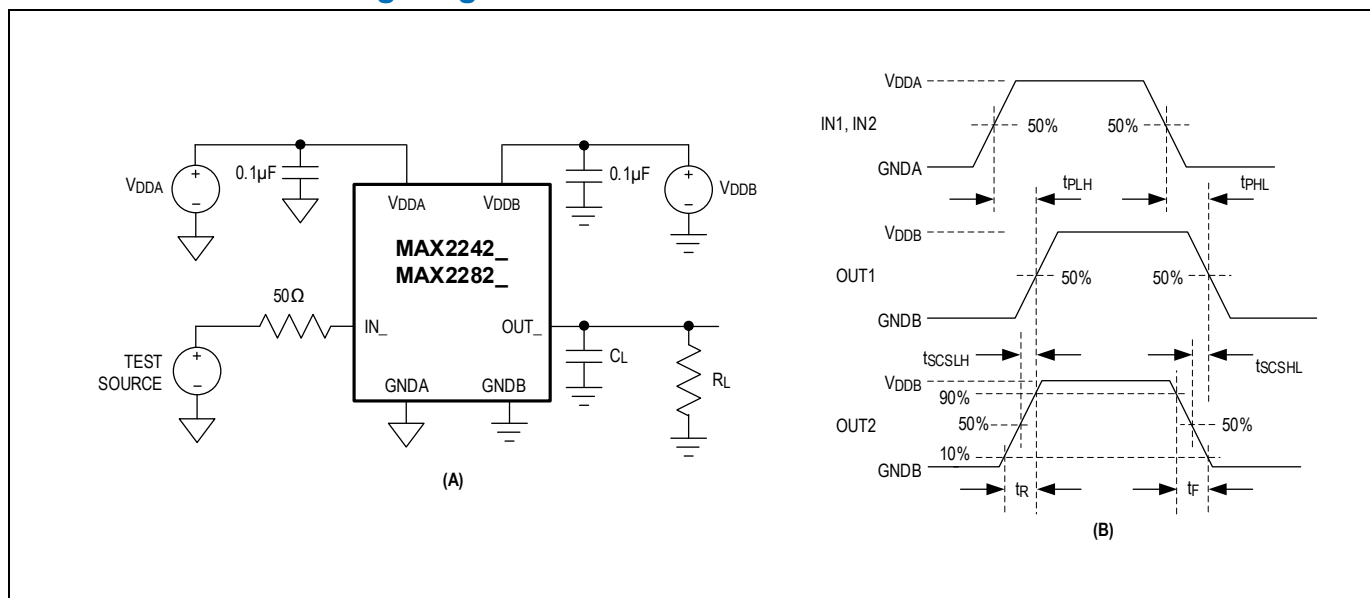 0.1µF
0.1µF
VDDA
VDDB
VDDA
VDDB
MAX2242_
MAX2282_
50Ω
IN_
OUT_
TEST
SOURCE
CL
RL
GNDA
GNDB
(A)
VDDA
IN1, IN2
50%
50%
GNDA
tPLH
tPHL
VDDB
OUT1
50%
50%
GNDB
tSCSLH
tSCSHL
VDDB
90%
OUT2
50%
50%
10%
GNDB
tR
tF
(B)